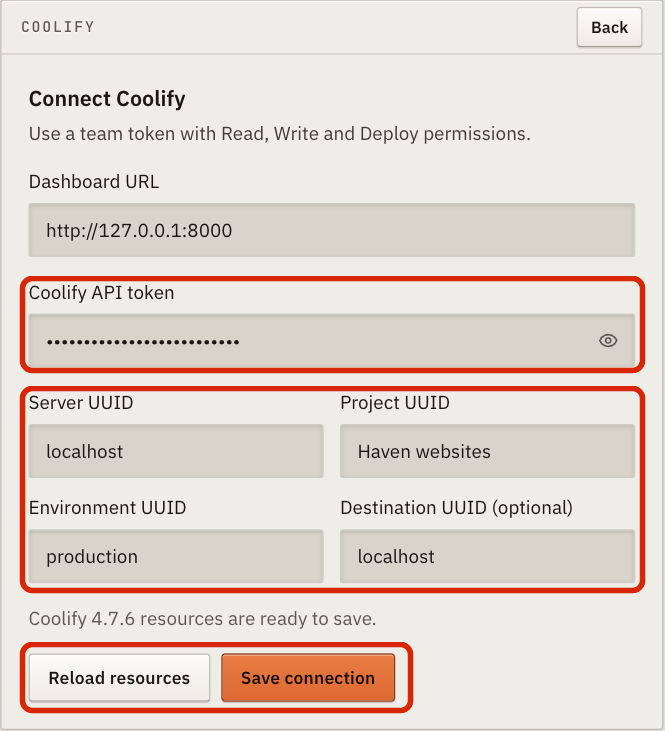 COOLIFY
Back
Connect Coolify
Use a team token with Read, Write and Deploy permissions.
Dashboard URL
http://127.0.0.1:8000
Coolify API token
••••••••••••••••••••••••••
Server UUID
Project UUID
localhost
Haven websites
Environment UUID
Destination UUID (optional)
production
localhost
Coolify 4.7.6 resources are ready to save.
Reload resources
Save connection